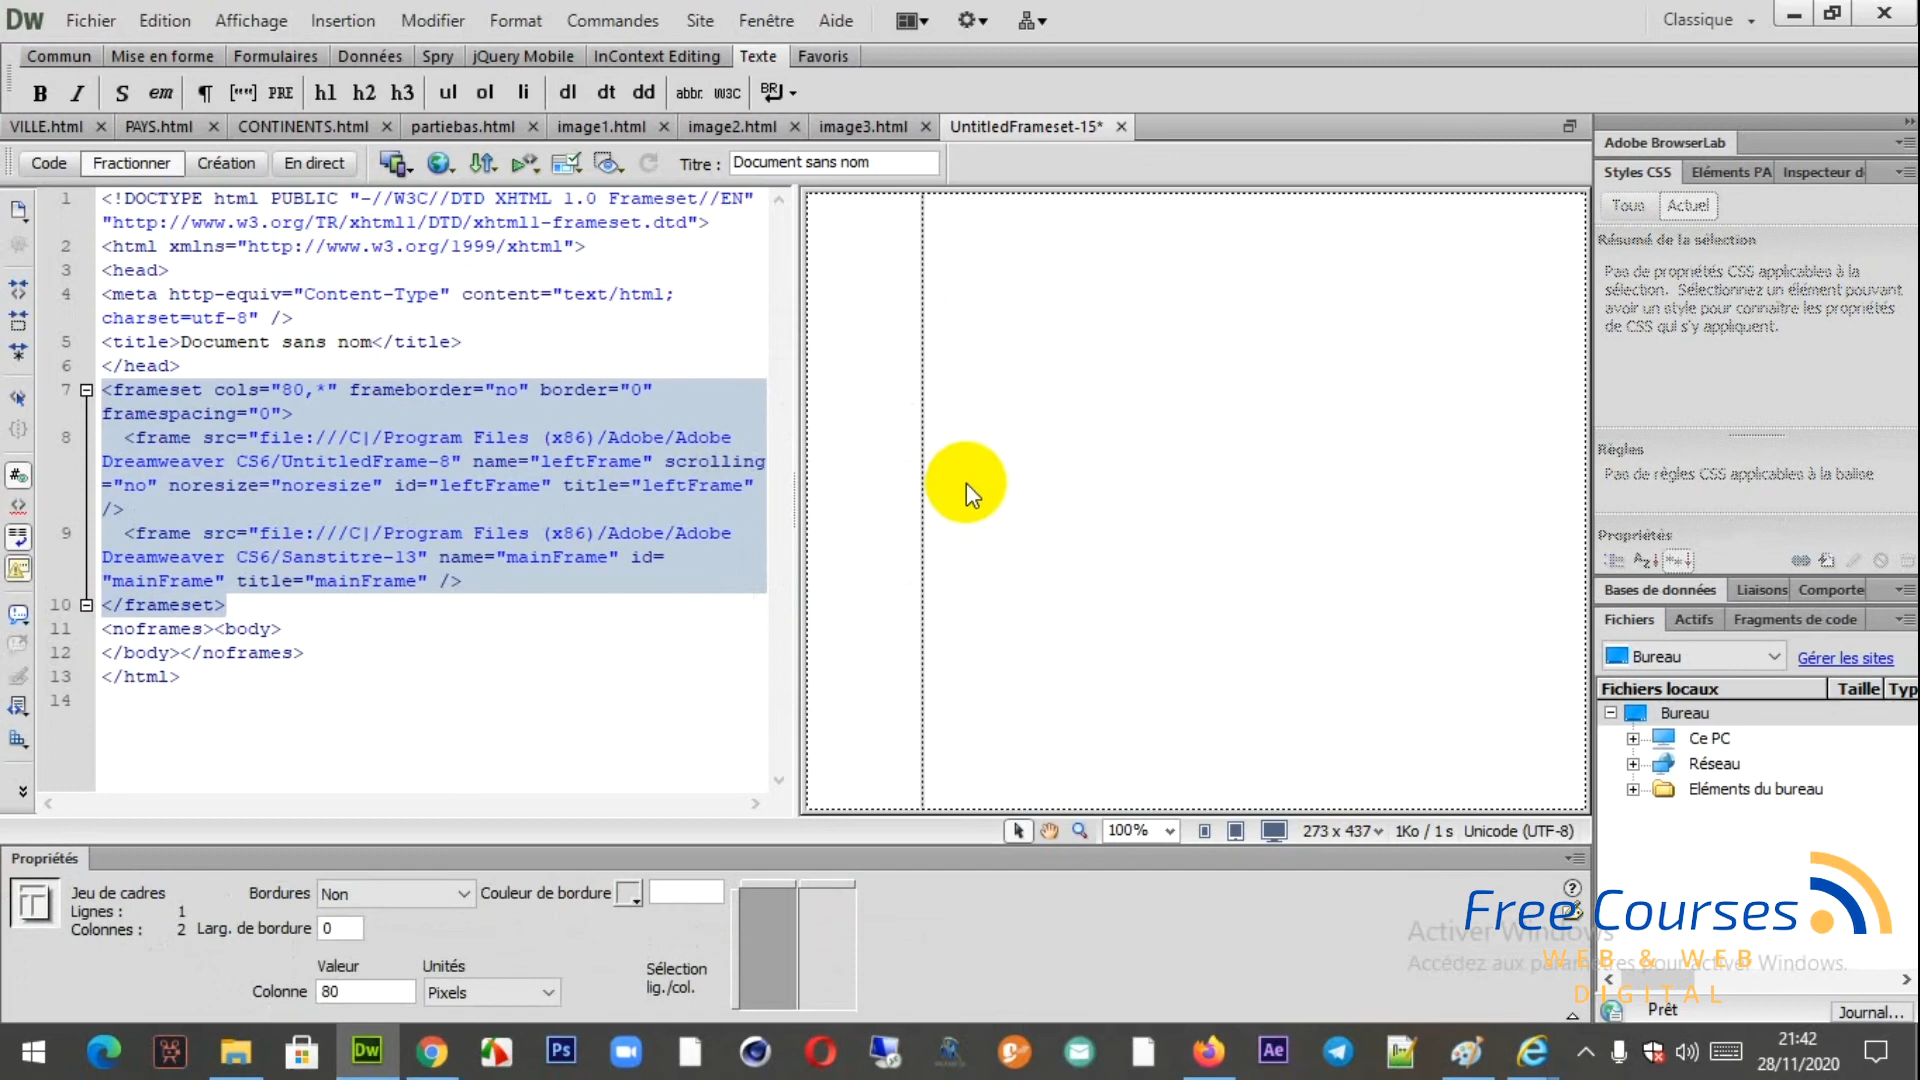 Dw Fichier Edition Affichage Insertion Modifier Format Commandes Site Fenêtre Aide Classique
Commun Mise en forme Formulaires Données Spry jQuery Mobile InContext Editing Texte Favoris
B I S em ¶ [""] PRE h1 h2 h3 ul ol li dl dt dd abbr. W3C BR
VILLE.html PAYS.html CONTINENTS.html partiebas.html image1.html image2.html image3.html UntitledFrameset-15*
Code Fractionner Création En direct Titre : Document sans nom
1 <!DOCTYPE html PUBLIC "-//W3C//DTD XHTML 1.0 Frameset//EN"
"http://www.w3.org/TR/xhtml1/DTD/xhtml1-frameset.dtd">
2 <html xmlns="http://www.w3.org/1999/xhtml">
3 <head>
4 <meta http-equiv="Content-Type" content="text/html;
charset=utf-8" />
5 <title>Document sans nom</title>
6 </head>
7 <frameset cols="80,*" frameborder="no" border="0"
framespacing="0">
8 <frame src="file:///C|/Program Files (x86)/Adobe/Adobe
Dreamweaver CS6/UntitledFrame-8" name="leftFrame" scrolling
="no" noresize="noresize" id="leftFrame" title="leftFrame"
/>
9 <frame src="file:///C|/Program Files (x86)/Adobe/Adobe
Dreamweaver CS6/Sanstitre-13" name="mainFrame" id=
"mainFrame" title="mainFrame" />
10 </frameset>
11 <noframes><body>
12 </body></noframes>
13 </html>
14
100% 273 x 437 1Ko / 1 s Unicode (UTF-8)
Adobe BrowserLab
Styles CSS Eléments PA Inspecteur d
Tous Actuel
Résumé de la sélection
Pas de propriétés CSS applicables à la
sélection. Sélectionnez un élément pouvant
avoir un style pour connaître les propriétés
de CSS qui s'y appliquent.
Règles
Pas de règles CSS applicables à la balise
Propriétés
Bases de données Liaisons Comporte
Fichiers Actifs Fragments de code
Bureau Gérer les sites
Fichiers locaux Taille Typ
Bureau
Ce PC
Réseau
Eléments du bureau
Propriétés
Jeu de cadres
Lignes : 1
Colonnes : 2
Bordures Non Couleur de bordure
Larg. de bordure 0
Valeur Unités
Colonne 80 Pixels
Sélection
lig./col.
Free Courses
WEB & WEB
DIGITAL
Activer Windows
Accédez aux paramètres pour activer Windows.
Prêt Journal...
Dw Ps Ae
21:42
28/11/2020